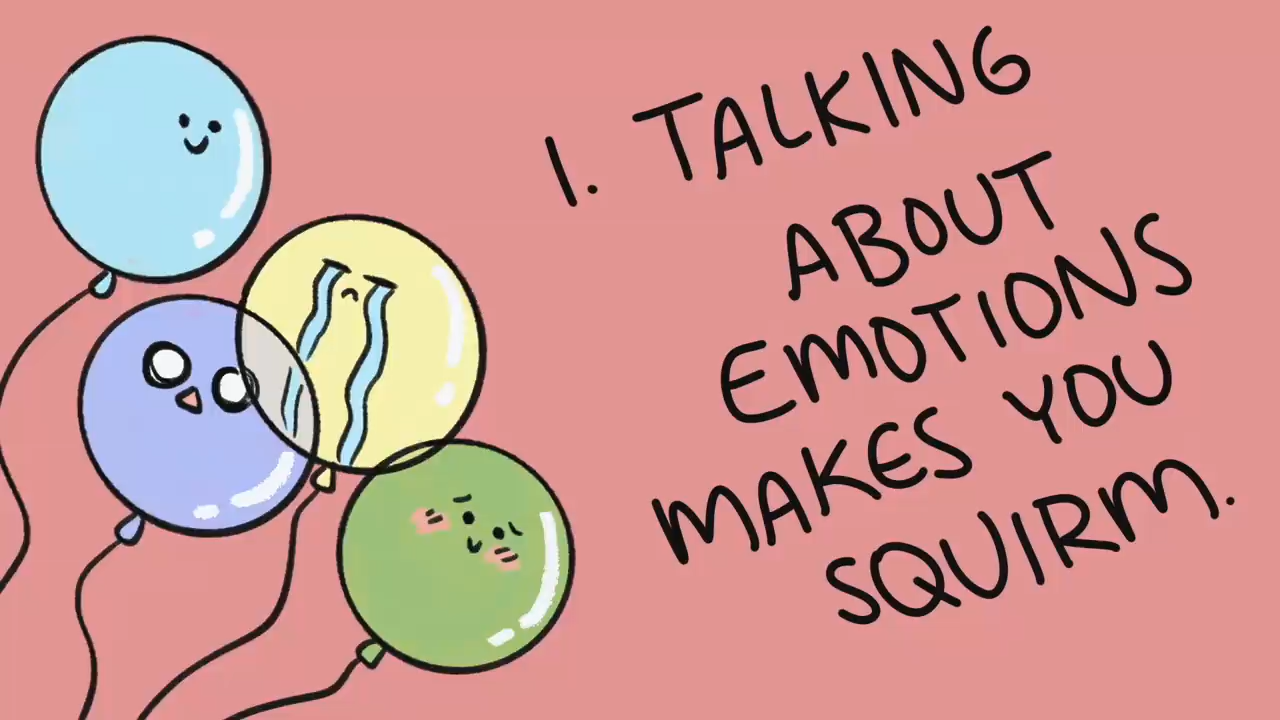 1. TALKING
ABOUT
EMOTIONS
MAKES YOU
SQUIRM.